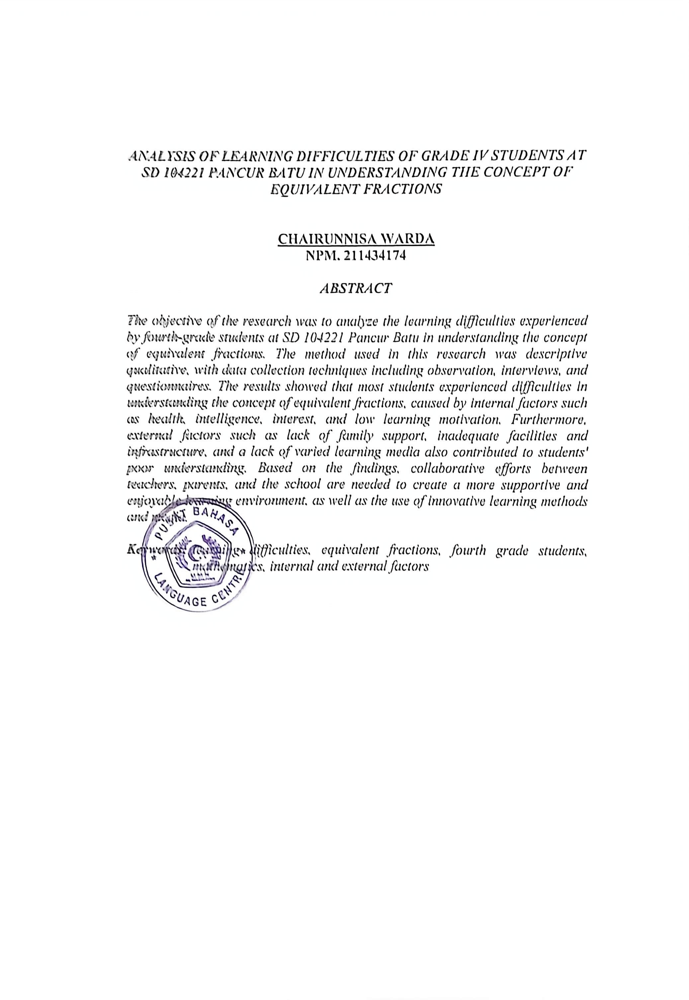 ANALYSIS OF LEARNING DIFFICULTIES OF GRADE IV STUDENTS AT
SD 104221 PANCUR BATU IN UNDERSTANDING THE CONCEPT OF
EQUIVALENT FRACTIONS
CHAIRUNNISA WARDA
NPM. 211434174
ABSTRACT
The objective of the research was to analyze the learning difficulties experienced
by fourth-grade students at SD 104221 Pancur Batu in understanding the concept
of equivalent fractions. The method used in this research was descriptive
qualitative, with data collection techniques including observation, interviews, and
questionnaires. The results showed that most students experienced difficulties in
understanding the concept of equivalent fractions, caused by internal factors such
as health, intelligence, interest, and low learning motivation. Furthermore,
external factors such as lack of family support, inadequate facilities and
infrastructure, and a lack of varied learning media also contributed to students'
poor understanding. Based on the findings, collaborative efforts between
teachers, parents, and the school are needed to create a more supportive and
enjoyable learning environment, as well as the use of innovative learning methods
and
PUSAT BAHASA
Keywords: learning difficulties, equivalent fractions, fourth grade students,
mathematics, internal and external factors
LANGUAGE CENTRE